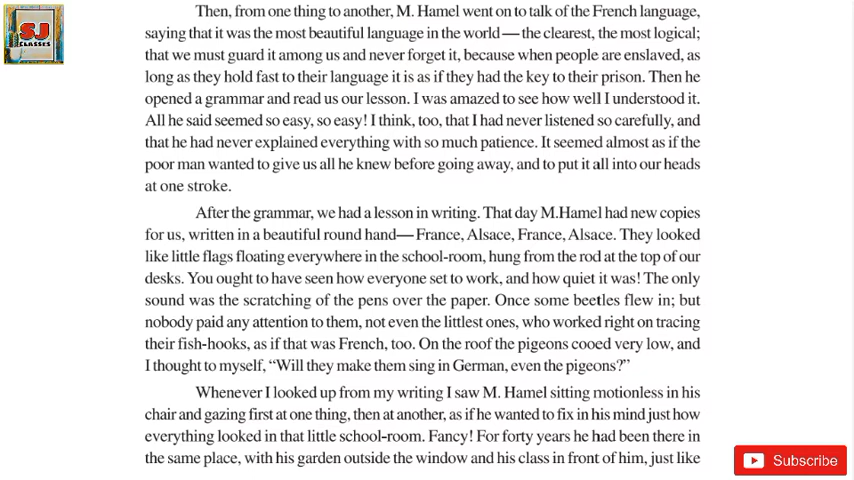 SJ
CLASSES
Then, from one thing to another, M. Hamel went on to talk of the French language,
saying that it was the most beautiful language in the world — the clearest, the most logical;
that we must guard it among us and never forget it, because when people are enslaved, as
long as they hold fast to their language it is as if they had the key to their prison. Then he
opened a grammar and read us our lesson. I was amazed to see how well I understood it.
All he said seemed so easy, so easy! I think, too, that I had never listened so carefully, and
that he had never explained everything with so much patience. It seemed almost as if the
poor man wanted to give us all he knew before going away, and to put it all into our heads
at one stroke.
After the grammar, we had a lesson in writing. That day M.Hamel had new copies
for us, written in a beautiful round hand — France, Alsace, France, Alsace. They looked
like little flags floating everywhere in the school-room, hung from the rod at the top of our
desks. You ought to have seen how everyone set to work, and how quiet it was! The only
sound was the scratching of the pens over the paper. Once some beetles flew in; but
nobody paid any attention to them, not even the littlest ones, who worked right on tracing
their fish-hooks, as if that was French, too. On the roof the pigeons cooed very low, and
I thought to myself, “Will they make them sing in German, even the pigeons?”
Whenever I looked up from my writing I saw M. Hamel sitting motionless in his
chair and gazing first at one thing, then at another, as if he wanted to fix in his mind just how
everything looked in that little school-room. Fancy! For forty years he had been there in
the same place, with his garden outside the window and his class in front of him, just like
Subscribe